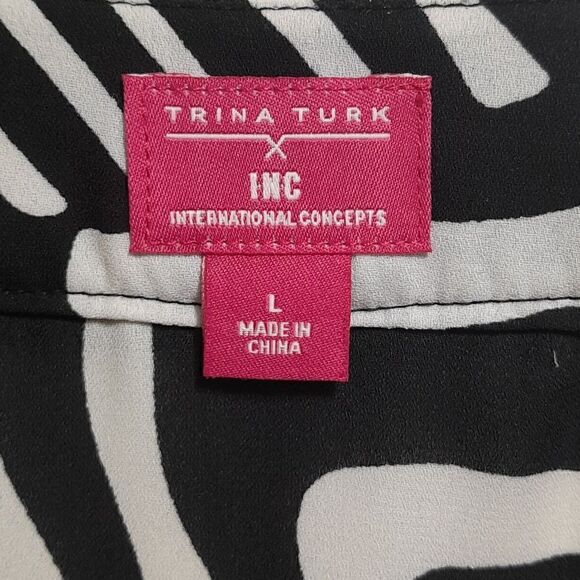 TRINA TURK
X
INC
INTERNATIONAL CONCEPTS
L
MADE IN
CHINA